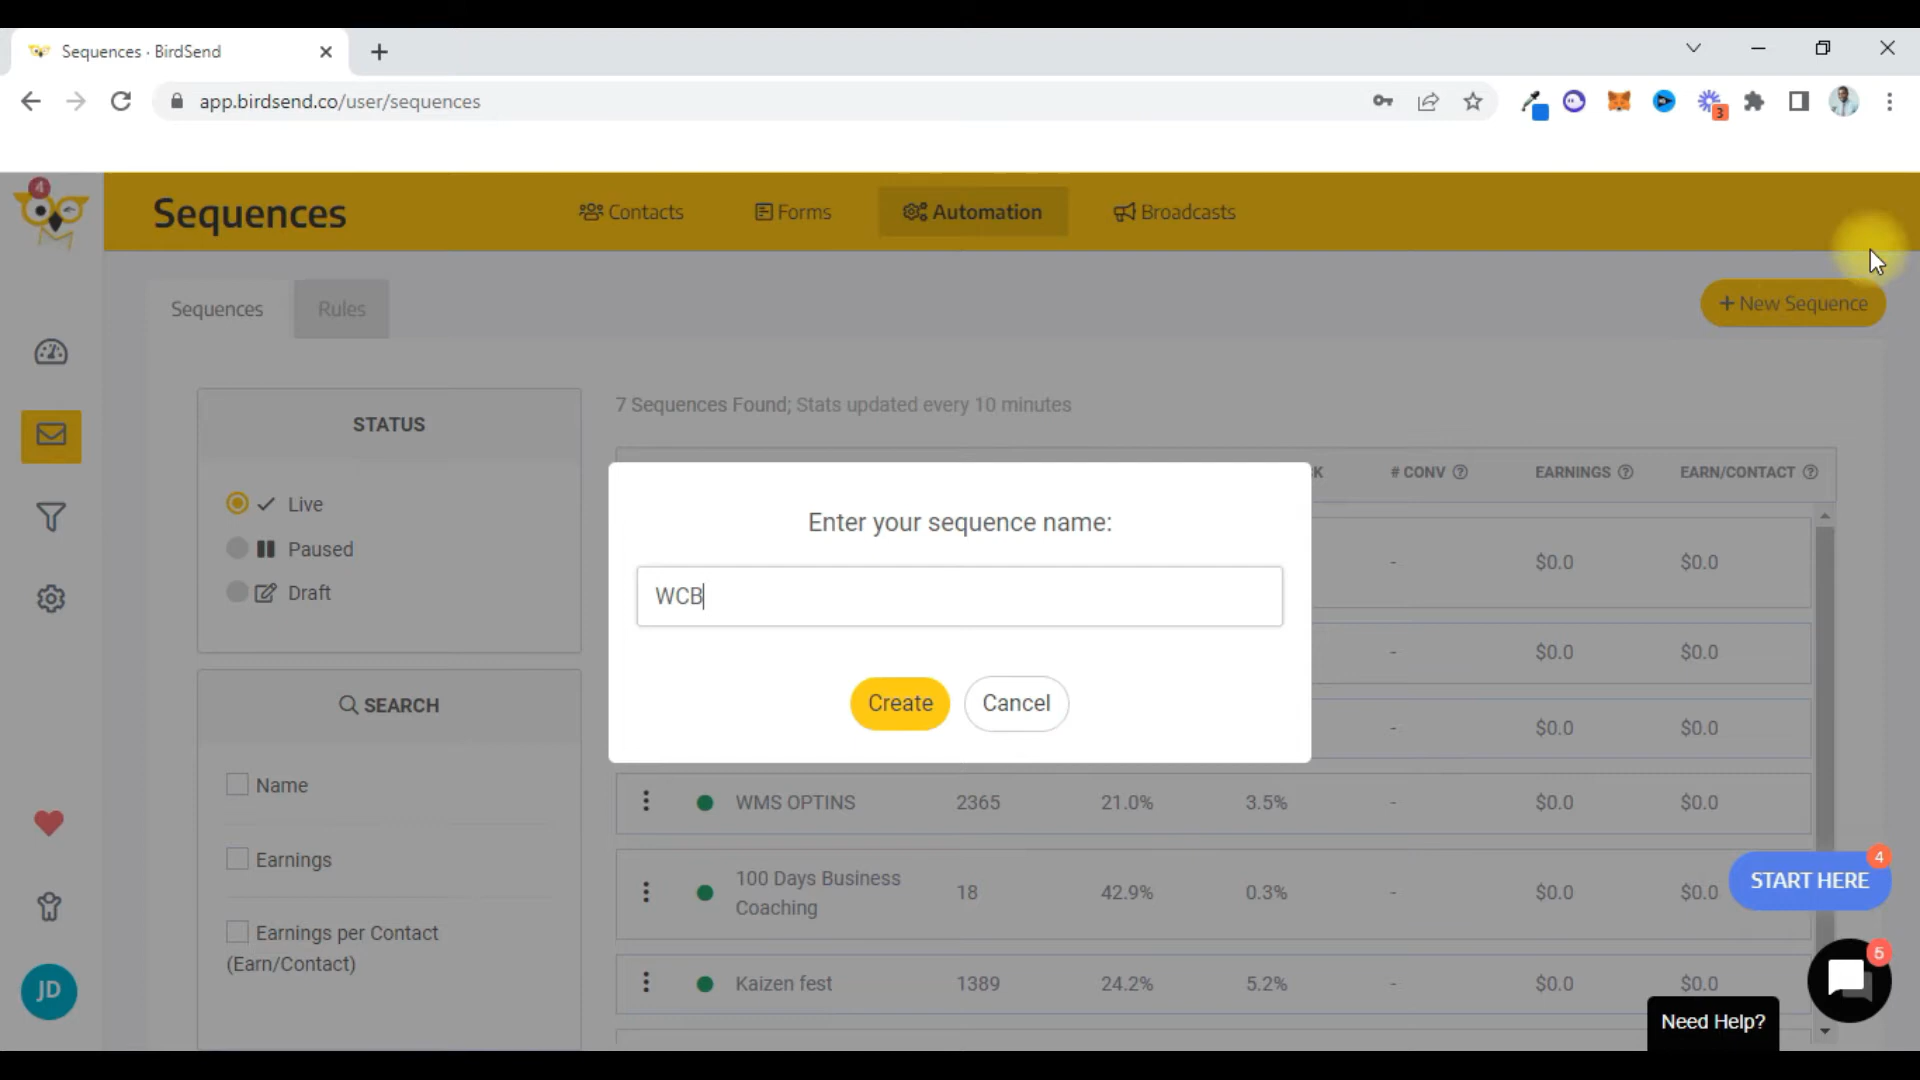 Sequences · BirdSend
app.birdsend.co/user/sequences
3
4
Sequences
Contacts
Forms
Automation
Broadcasts
Sequences
Rules
+ New Sequence
STATUS
Live
Paused
Draft
7 Sequences Found; Stats updated every 10 minutes
K
# CONV
EARNINGS
EARN/CONTACT
- $0.0 $0.0
- $0.0 $0.0
- $0.0 $0.0
Enter your sequence name:
WCB
Create
Cancel
SEARCH
Name
Earnings
Earnings per Contact
(Earn/Contact)
WMS OPTINS 2365 21.0% 3.5% - $0.0 $0.0
100 Days Business
Coaching
18 42.9% 0.3% - $0.0 $0.0
Kaizen fest 1389 24.2% 5.2% - $0.0 $0.0
START HERE
4
5
Need Help?
JD